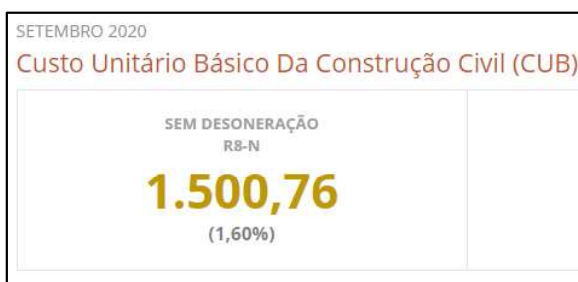 SETEMBRO 2020
Custo Unitário Básico Da Construção Civil (CUB)
SEM DESONERAÇÃO
R8-N
1.500,76
(1,60%)